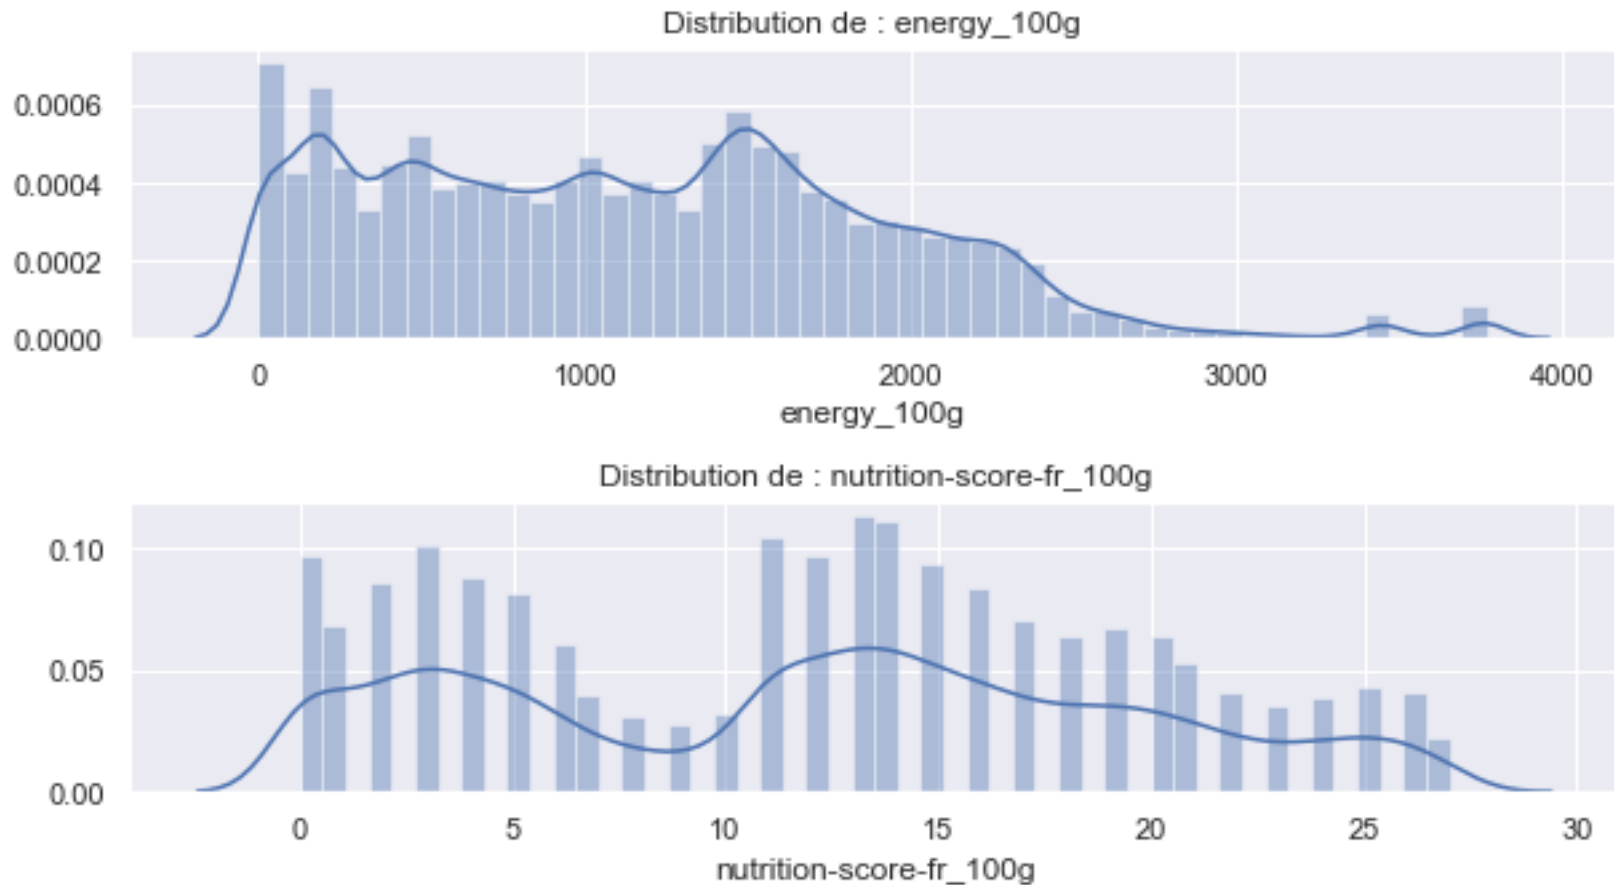 Distribution de : energy_100g
0.0006
0.0004
0.0002
0.0000
0 1000 2000 3000 4000
energy_100g
Distribution de : nutrition-score-fr_100g
0.10
0.05
0.00
0 5 10 15 20 25 30
nutrition-score-fr_100g